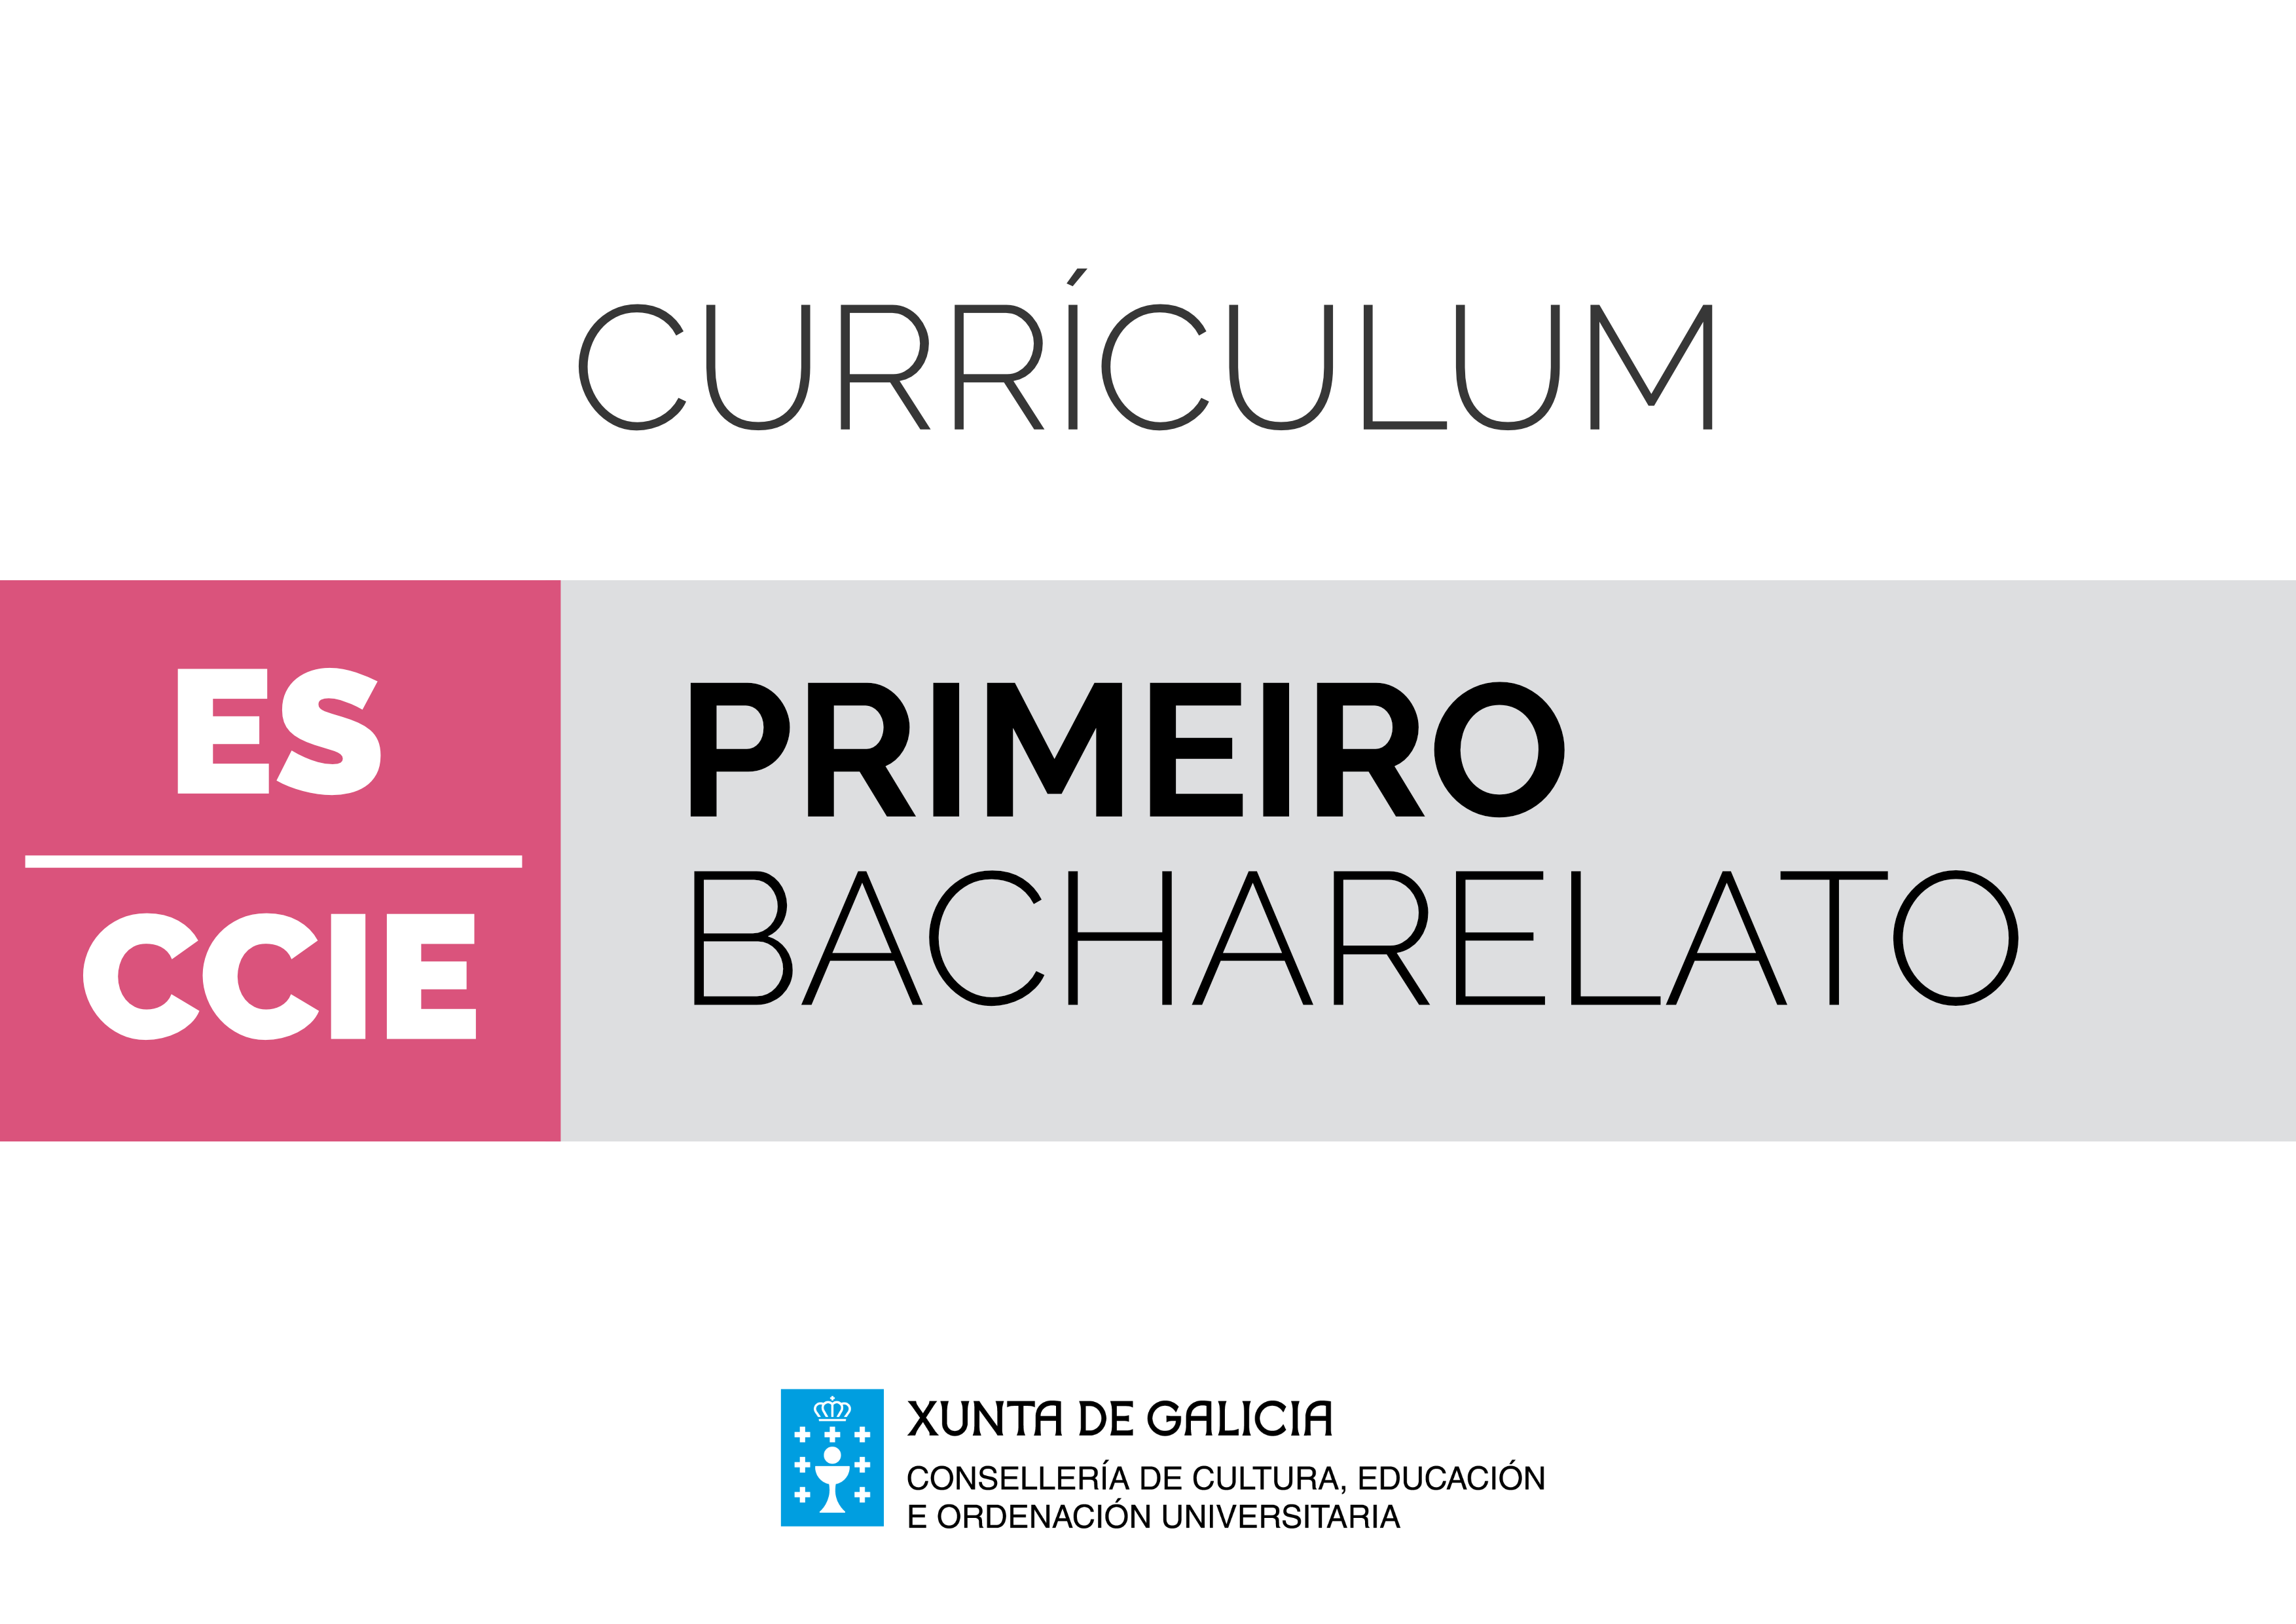 CURRÍCULUM
ES
CCIE
PRIMEIRO
BACHARELATO
XUNTA DE GALICIA
CONSELLERÍA DE CULTURA, EDUCACIÓN
E ORDENACIÓN UNIVERSITARIA